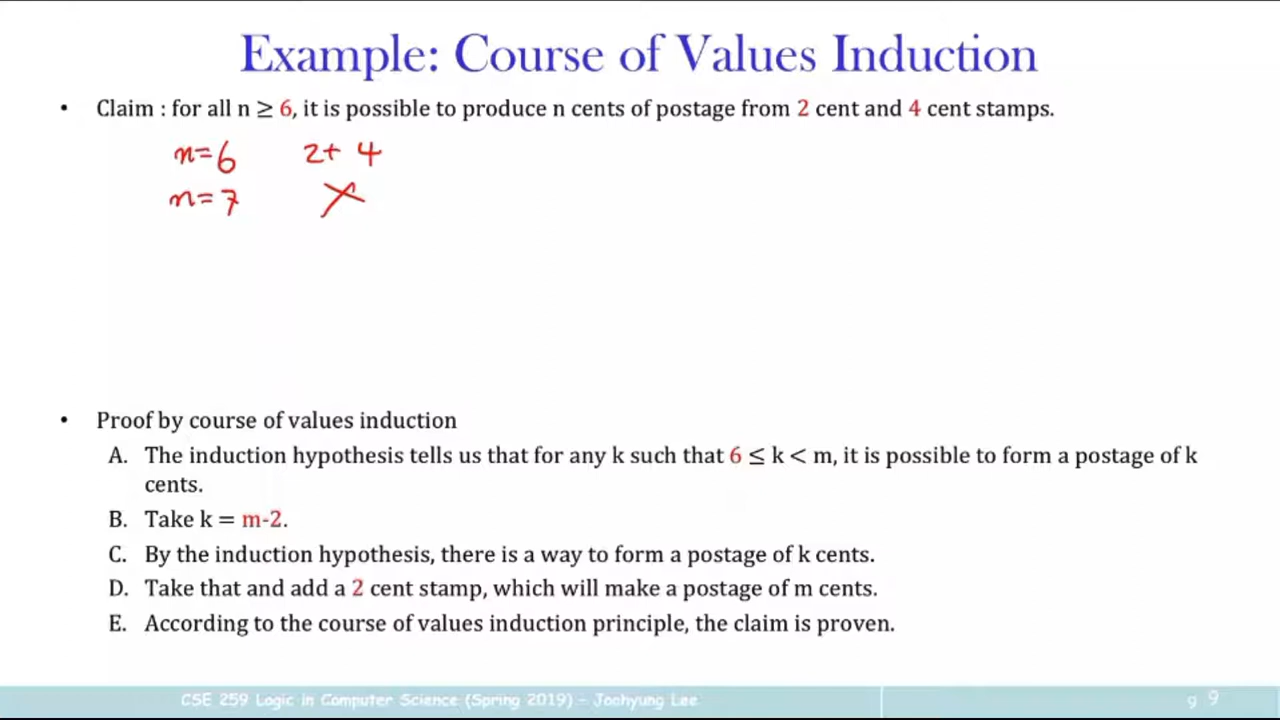 Example: Course of Values Induction
• Claim : for all n ≥ 6, it is possible to produce n cents of postage from 2 cent and 4 cent stamps.
n=6 2+ 4
n=7 X
• Proof by course of values induction
A. The induction hypothesis tells us that for any k such that 6 ≤ k < m, it is possible to form a postage of k
cents.
B. Take k = m-2.
C. By the induction hypothesis, there is a way to form a postage of k cents.
D. Take that and add a 2 cent stamp, which will make a postage of m cents.
E. According to the course of values induction principle, the claim is proven.
CSE 259 Logic in Computer Science (Spring 2019) – Joohyung Lee 9 9